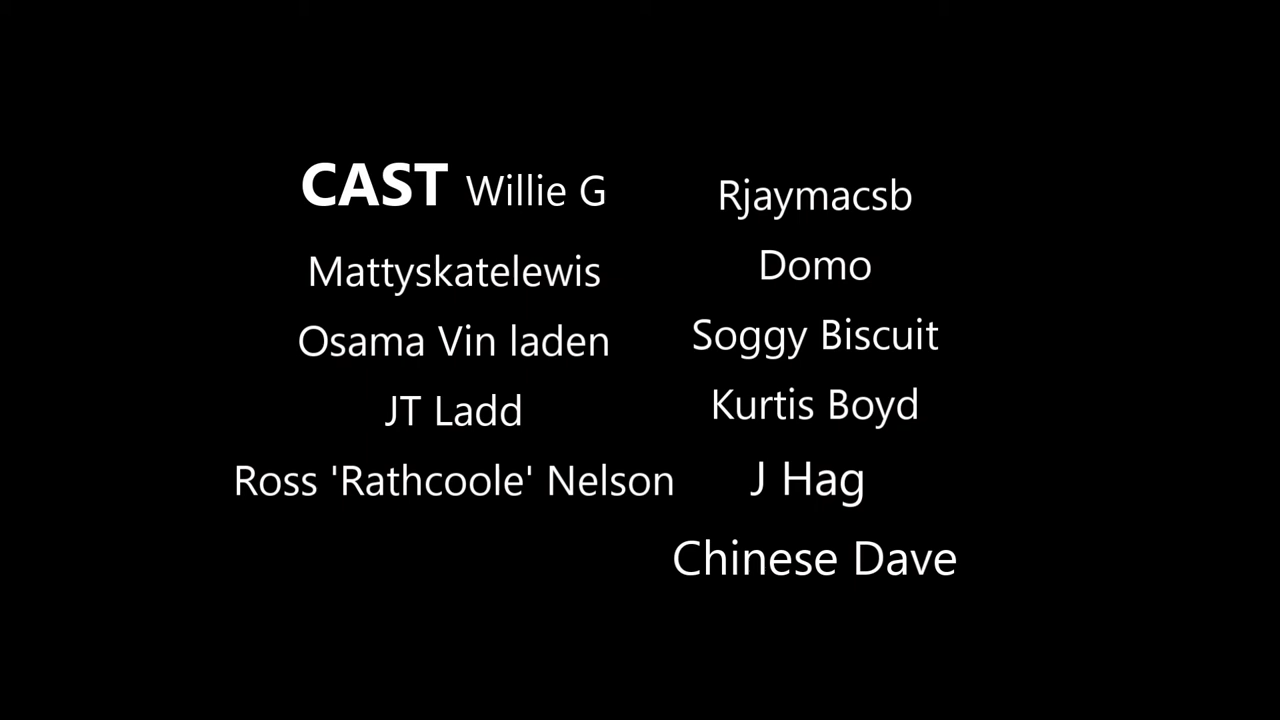 CAST Willie G
Mattyskatelewis
Osama Vin laden
JT Ladd
Ross 'Rathcoole' Nelson
Rjaymacsb
Domo
Soggy Biscuit
Kurtis Boyd
J Hag
Chinese Dave